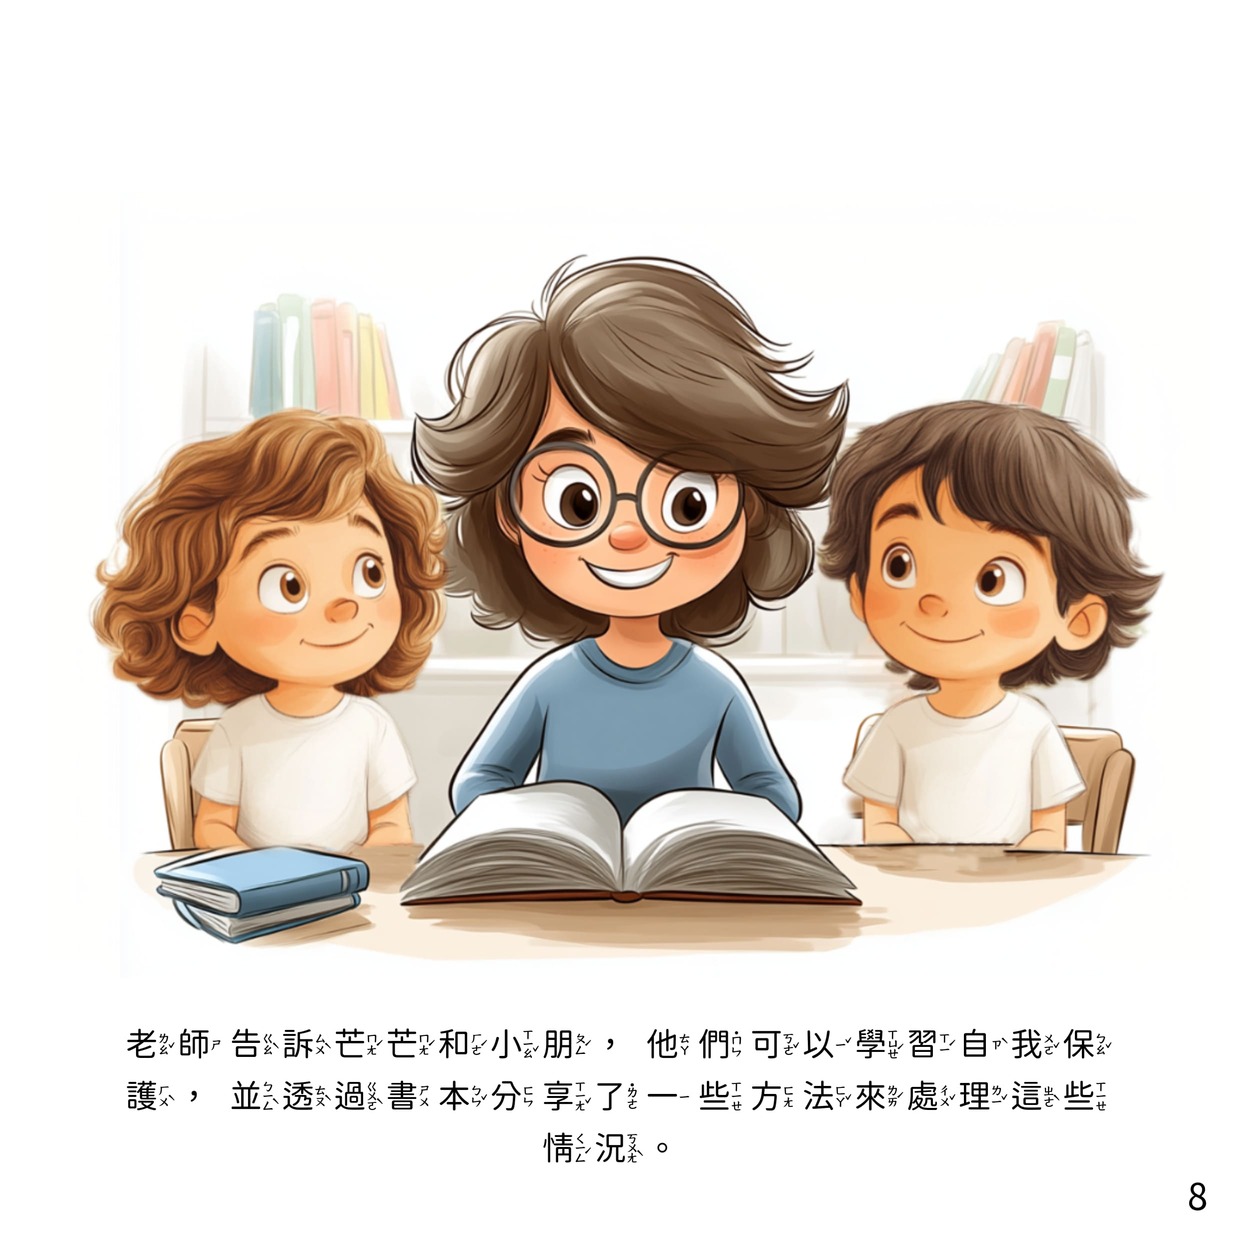 老師告訴芒芒和小朋，他們可以學習自我保
護，並透過書本分享了一些方法來處理這些
情況。
8